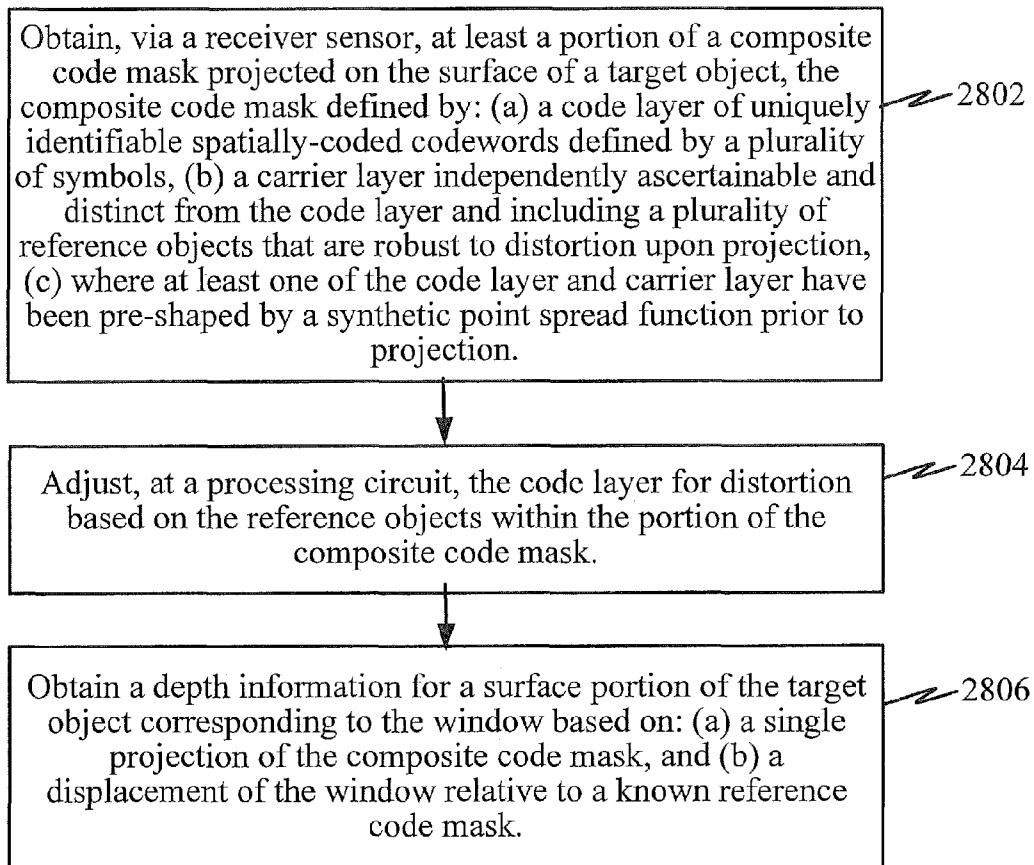 Obtain, via a receiver sensor, at least a portion of a composite
code mask projected on the surface of a target object, the
composite code mask defined by: (a) a code layer of uniquely
identifiable spatially-coded codewords defined by a plurality
of symbols, (b) a carrier layer independently ascertainable and
distinct from the code layer and including a plurality of
reference objects that are robust to distortion upon projection,
(c) where at least one of the code layer and carrier layer have
been pre-shaped by a synthetic point spread function prior to
projection.
2802
Adjust, at a processing circuit, the code layer for distortion
based on the reference objects within the portion of the
composite code mask.
2804
Obtain a depth information for a surface portion of the target
object corresponding to the window based on: (a) a single
projection of the composite code mask, and (b) a
displacement of the window relative to a known reference
code mask.
2806